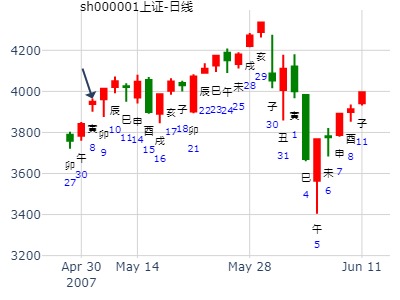 sh000001上证-日线
4200
4000
3800
3600
3400
3200
卯
27
午
30
寅
8
卯
9
辰
10
巳
11
申
14
酉
15
戌
16
亥
17
子
18
卯
21
辰
22
巳
23
午
24
未
25
戌
28
亥
29
子
30
丑
31
寅
1
巳
4
午
5
未
6
申
7
酉
8
子
11
Apr 30
2007
May 14
May 28
Jun 11